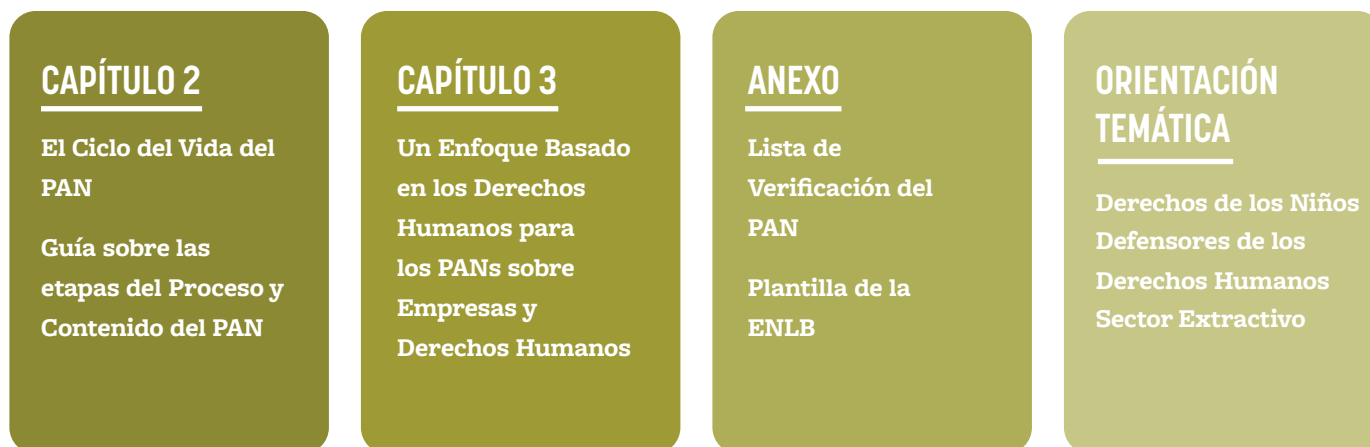 CAPÍTULO 2
El Ciclo del Vida del
PAN
Guía sobre las
etapas del Proceso y
Contenido del PAN
CAPÍTULO 3
Un Enfoque Basado
en los Derechos
Humanos para
los PANs sobre
Empresas y
Derechos Humanos
ANEXO
Lista de
Verificación del
PAN
Plantilla de la
ENLB
ORIENTACIÓN
TEMÁTICA
Derechos de los Niños
Defensores de los
Derechos Humanos
Sector Extractivo